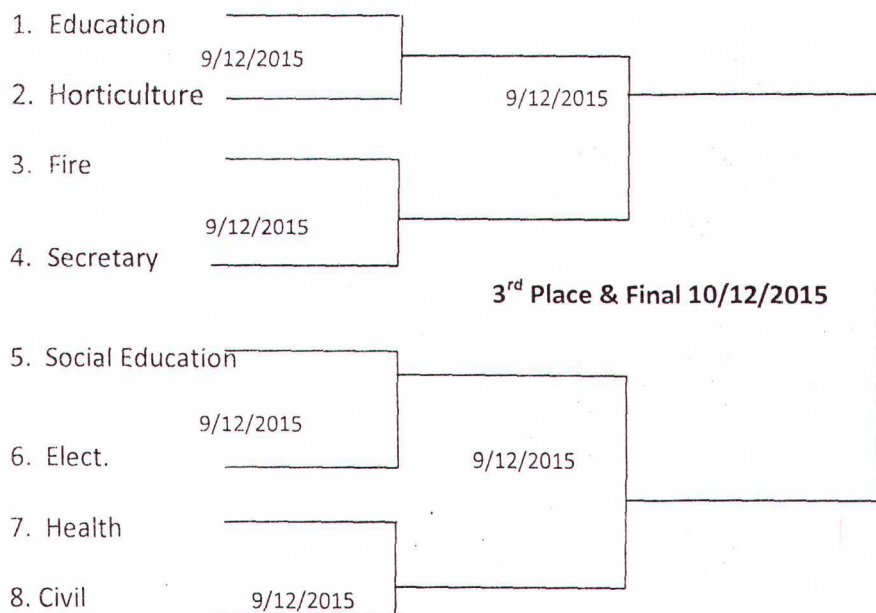 1. Education
9/12/2015
2. Horticulture
9/12/2015
3. Fire
9/12/2015
4. Secretary
3rd Place & Final 10/12/2015
5. Social Education
9/12/2015
6. Elect.
9/12/2015
7. Health
8. Civil
9/12/2015